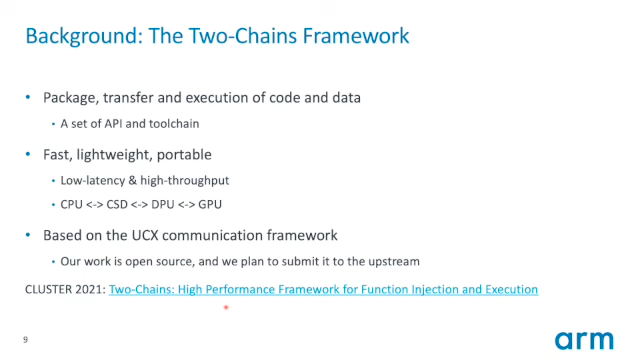 Background: The Two-Chains Framework
• Package, transfer and execution of code and data
• A set of API and toolchain
• Fast, lightweight, portable
• Low-latency & high-throughput
• CPU <-> CSD <-> DPU <-> GPU
• Based on the UCX communication framework
• Our work is open source, and we plan to submit it to the upstream
CLUSTER 2021: Two-Chains: High Performance Framework for Function Injection and Execution
9
arm